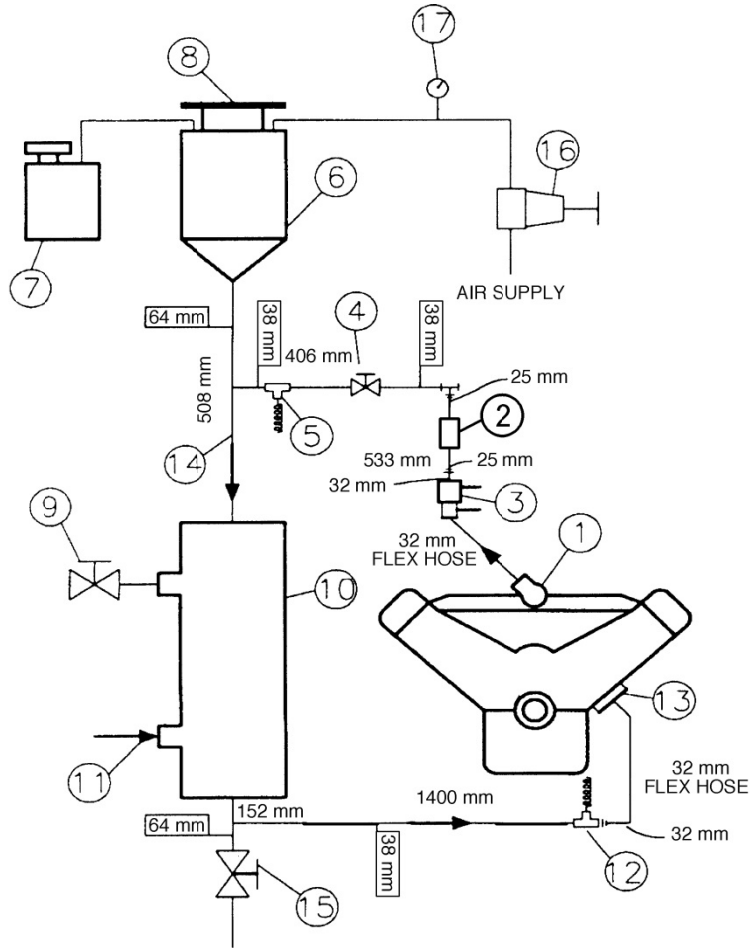 17
8
16
6
7
AIR SUPPLY
64 mm
38 mm
4
38 mm
406 mm
25 mm
508 mm
5
2
14
533 mm
25 mm
32 mm
3
9
1
32 mm
FLEX HOSE
10
13
11
32 mm
FLEX HOSE
152 mm
1400 mm
64 mm
38 mm
32 mm
12
15